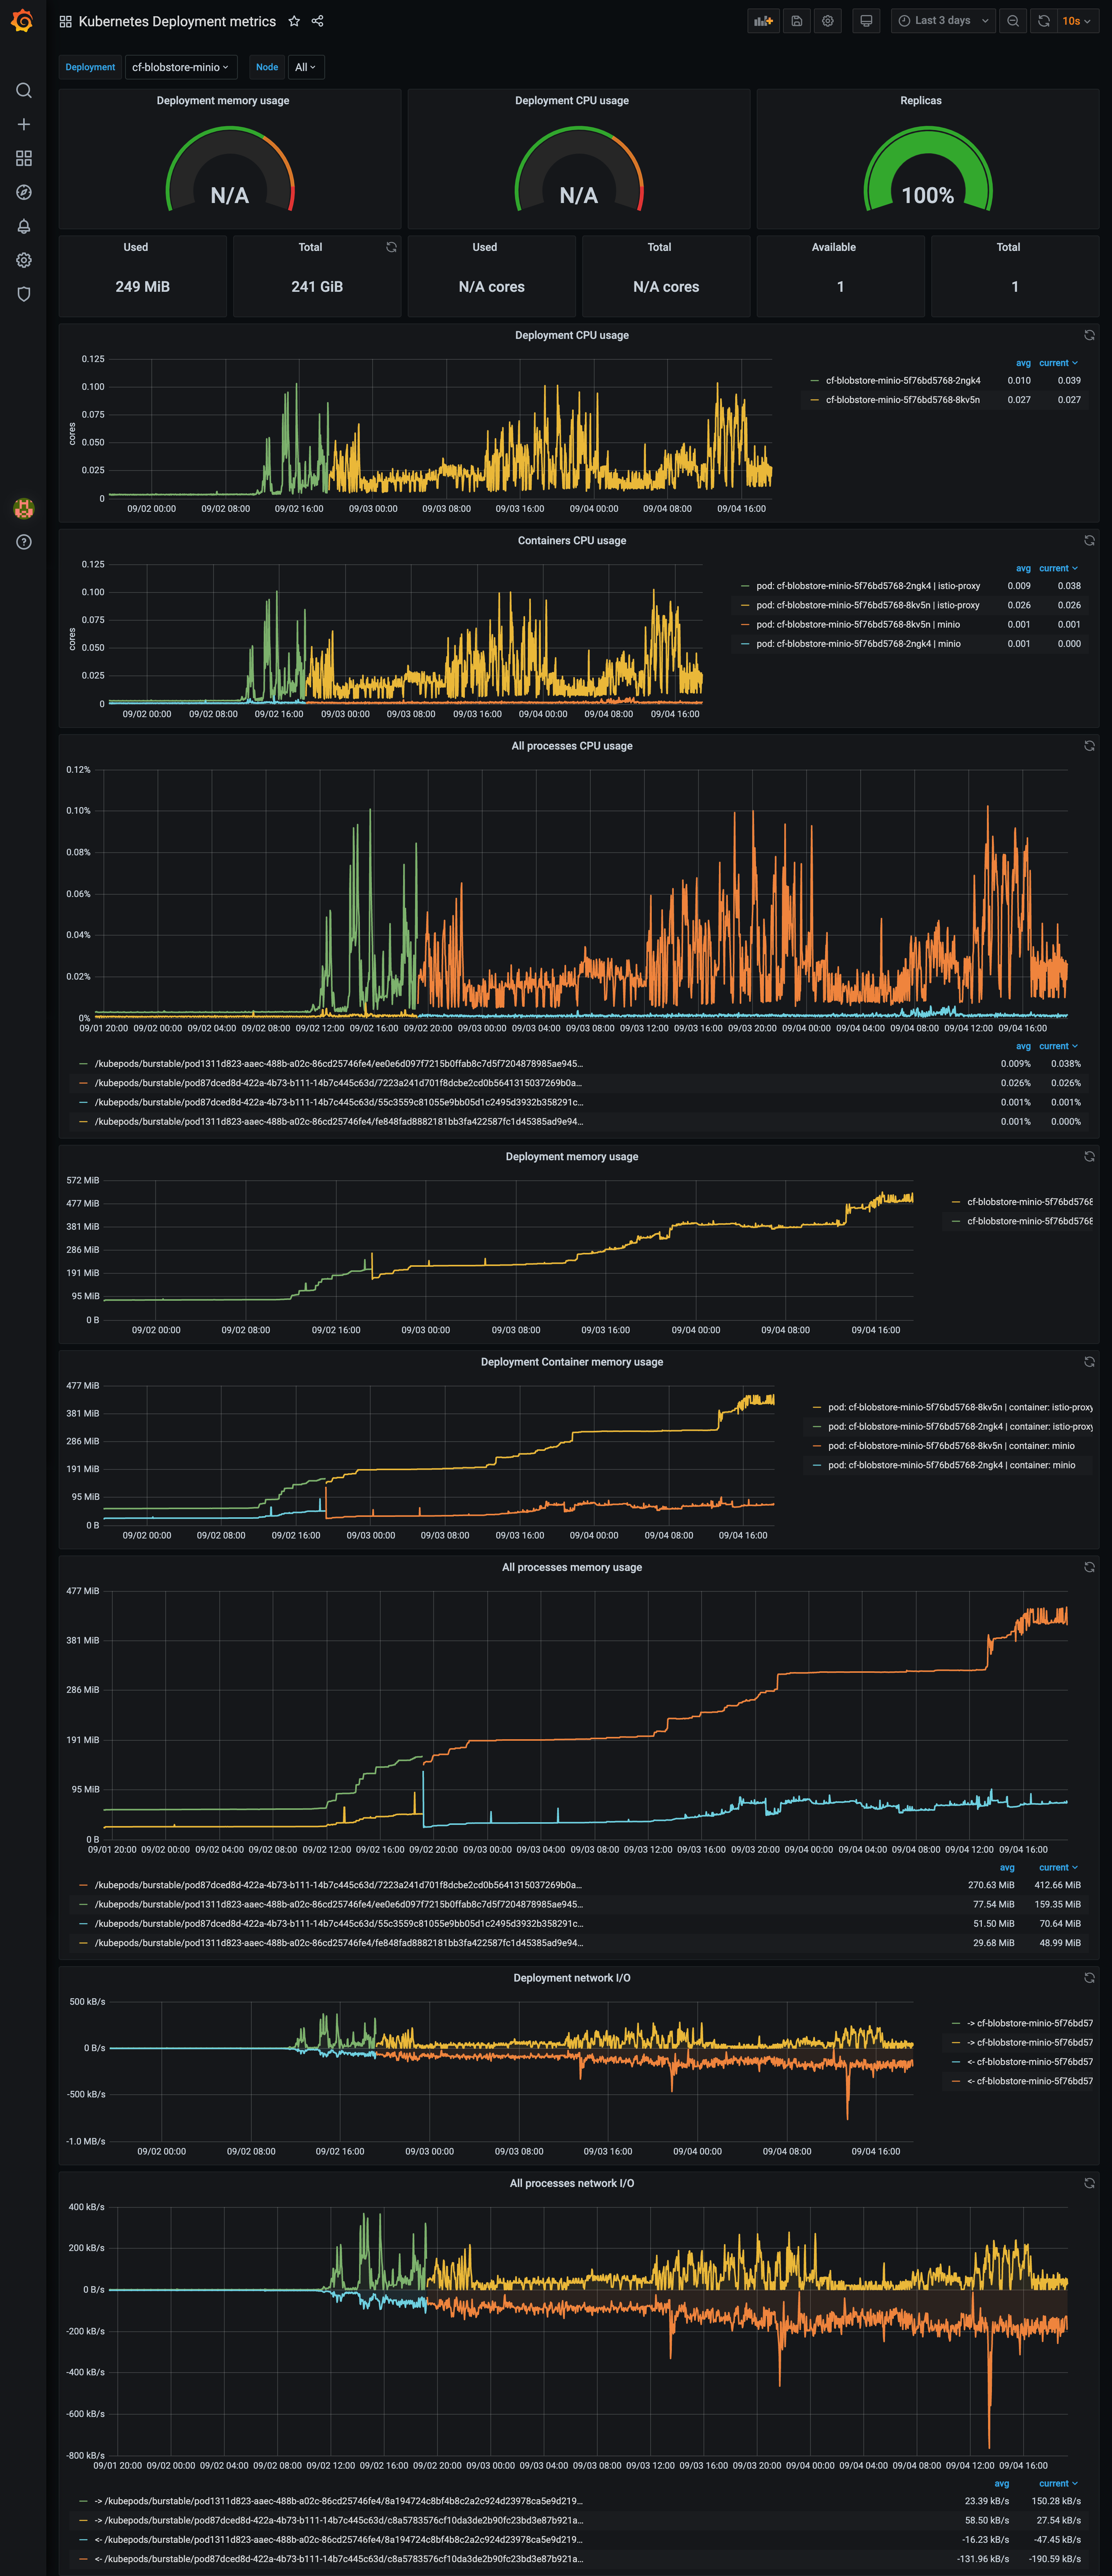 Kubernetes Deployment metrics
Last 3 days
10s
Deployment cf-blobstore-minio Node All
Deployment memory usage
N/A
Deployment CPU usage
N/A
Replicas
100%
Used
249 MiB
Total
241 GiB
Used
N/A cores
Total
N/A cores
Available
1
Total
1
Deployment CPU usage
cores
0.125
0.100
0.075
0.050
0.025
0
09/02 00:00 09/02 08:00 09/02 16:00 09/03 00:00 09/03 08:00 09/03 16:00 09/04 00:00 09/04 08:00 09/04 16:00
avg current
cf-blobstore-minio-5f76bd5768-2ngk4 0.010 0.039
cf-blobstore-minio-5f76bd5768-8kv5n 0.027 0.027
Containers CPU usage
cores
0.125
0.100
0.075
0.050
0.025
0
09/02 00:00 09/02 08:00 09/02 16:00 09/03 00:00 09/03 08:00 09/03 16:00 09/04 00:00 09/04 08:00 09/04 16:00
avg current
pod: cf-blobstore-minio-5f76bd5768-2ngk4 | istio-proxy 0.009 0.038
pod: cf-blobstore-minio-5f76bd5768-8kv5n | istio-proxy 0.026 0.026
pod: cf-blobstore-minio-5f76bd5768-8kv5n | minio 0.001 0.001
pod: cf-blobstore-minio-5f76bd5768-2ngk4 | minio 0.001 0.000
All processes CPU usage
0.12%
0.10%
0.08%
0.06%
0.04%
0.02%
0%
09/01 20:00 09/02 00:00 09/02 04:00 09/02 08:00 09/02 12:00 09/02 16:00 09/02 20:00 09/03 00:00 09/03 04:00 09/03 08:00 09/03 12:00 09/03 16:00 09/03 20:00 09/04 00:00 09/04 04:00 09/04 08:00 09/04 12:00 09/04 16:00
avg current
/kubepods/burstable/pod1311d823-aaec-488b-a02c-86cd25746fe4/ee0e6d097f7215b0ffab8c7d5f7204878985ae945... 0.009% 0.038%
/kubepods/burstable/pod87dced8d-422a-4b73-b111-14b7c445c63d/7223a241d701f8dcbe2cd0b5641315037269b0a... 0.026% 0.026%
/kubepods/burstable/pod87dced8d-422a-4b73-b111-14b7c445c63d/55c3559c81055e9bb05d1c2495d3932b358291c... 0.001% 0.001%
/kubepods/burstable/pod1311d823-aaec-488b-a02c-86cd25746fe4/fe848fad8882181bb3fa422587fc1d45385ad9e94... 0.001% 0.000%
Deployment memory usage
572 MiB
477 MiB
381 MiB
286 MiB
191 MiB
95 MiB
0 B
09/02 00:00 09/02 08:00 09/02 16:00 09/03 00:00 09/03 08:00 09/03 16:00 09/04 00:00 09/04 08:00 09/04 16:00
cf-blobstore-minio-5f76bd5768
cf-blobstore-minio-5f76bd5768
Deployment Container memory usage
477 MiB
381 MiB
286 MiB
191 MiB
95 MiB
0 B
09/02 00:00 09/02 08:00 09/02 16:00 09/03 00:00 09/03 08:00 09/03 16:00 09/04 00:00 09/04 08:00 09/04 16:00
pod: cf-blobstore-minio-5f76bd5768-8kv5n | container: istio-proxy
pod: cf-blobstore-minio-5f76bd5768-2ngk4 | container: istio-proxy
pod: cf-blobstore-minio-5f76bd5768-8kv5n | container: minio
pod: cf-blobstore-minio-5f76bd5768-2ngk4 | container: minio
All processes memory usage
477 MiB
381 MiB
286 MiB
191 MiB
95 MiB
0 B
09/01 20:00 09/02 00:00 09/02 04:00 09/02 08:00 09/02 12:00 09/02 16:00 09/02 20:00 09/03 00:00 09/03 04:00 09/03 08:00 09/03 12:00 09/03 16:00 09/03 20:00 09/04 00:00 09/04 04:00 09/04 08:00 09/04 12:00 09/04 16:00
avg current
/kubepods/burstable/pod87dced8d-422a-4b73-b111-14b7c445c63d/7223a241d701f8dcbe2cd0b5641315037269b0a... 270.63 MiB 412.66 MiB
/kubepods/burstable/pod1311d823-aaec-488b-a02c-86cd25746fe4/ee0e6d097f7215b0ffab8c7d5f7204878985ae945... 77.54 MiB 159.35 MiB
/kubepods/burstable/pod87dced8d-422a-4b73-b111-14b7c445c63d/55c3559c81055e9bb05d1c2495d3932b358291c... 51.50 MiB 70.64 MiB
/kubepods/burstable/pod1311d823-aaec-488b-a02c-86cd25746fe4/fe848fad8882181bb3fa422587fc1d45385ad9e94... 29.68 MiB 48.99 MiB
Deployment network I/O
500 kB/s
0 B/s
-500 kB/s
-1.0 MB/s
09/02 00:00 09/02 08:00 09/02 16:00 09/03 00:00 09/03 08:00 09/03 16:00 09/04 00:00 09/04 08:00 09/04 16:00
-> cf-blobstore-minio-5f76bd57
-> cf-blobstore-minio-5f76bd57
<- cf-blobstore-minio-5f76bd57
<- cf-blobstore-minio-5f76bd57
All processes network I/O
400 kB/s
200 kB/s
0 B/s
-200 kB/s
-400 kB/s
-600 kB/s
-800 kB/s
09/01 20:00 09/02 00:00 09/02 04:00 09/02 08:00 09/02 12:00 09/02 16:00 09/02 20:00 09/03 00:00 09/03 04:00 09/03 08:00 09/03 12:00 09/03 16:00 09/03 20:00 09/04 00:00 09/04 04:00 09/04 08:00 09/04 12:00 09/04 16:00
avg current
-> /kubepods/burstable/pod1311d823-aaec-488b-a02c-86cd25746fe4/8a194724c8bf4b8c2a2c924d23978ca5e9d219... 23.39 kB/s 150.28 kB/s
-> /kubepods/burstable/pod87dced8d-422a-4b73-b111-14b7c445c63d/c8a5783576cf10da3de2b90fc23bd3e87b921a... 58.50 kB/s 27.54 kB/s
<- /kubepods/burstable/pod1311d823-aaec-488b-a02c-86cd25746fe4/8a194724c8bf4b8c2a2c924d23978ca5e9d219... -16.23 kB/s -47.45 kB/s
<- /kubepods/burstable/pod87dced8d-422a-4b73-b111-14b7c445c63d/c8a5783576cf10da3de2b90fc23bd3e87b921a... -131.96 kB/s -190.59 kB/s